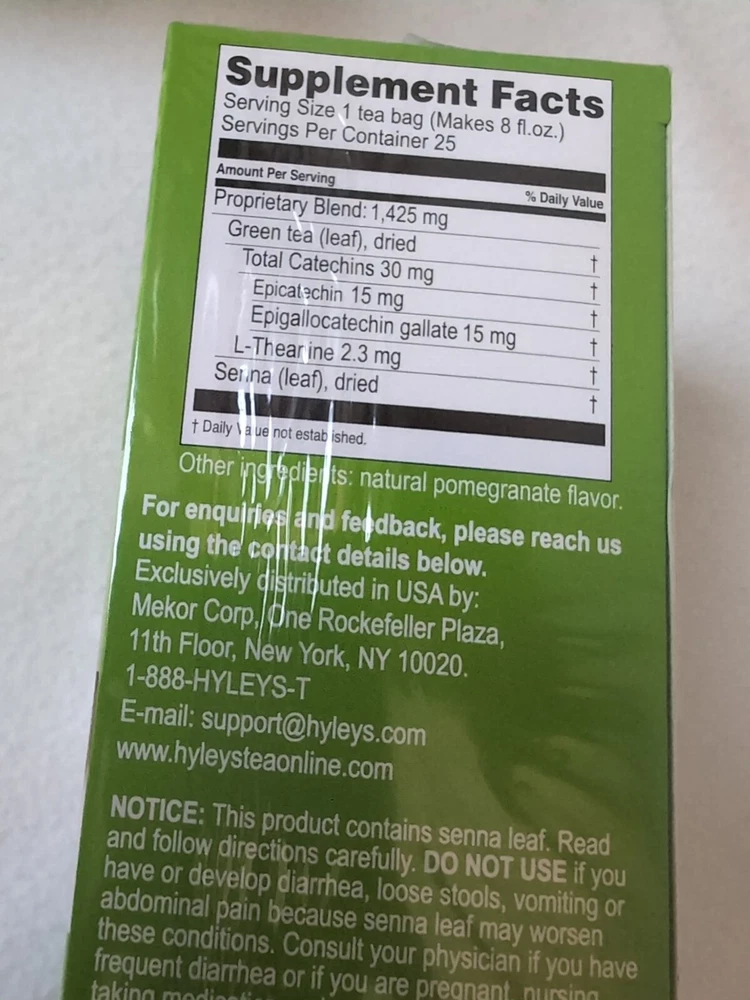 Supplement Facts
Serving Size 1 tea bag (Makes 8 fl.oz.)
Servings Per Container 25
Amount Per Serving
% Daily Value
Proprietary Blend: 1,425 mg
Green tea (leaf), dried †
Total Catechins 30 mg †
Epicatechin 15 mg †
Epigallocatechin gallate 15 mg †
L-Theanine 2.3 mg †
Senna (leaf), dried †
† Daily Value not established.
Other ingredients: natural pomegranate flavor.
For enquiries and feedback, please reach us
using the contact details below.
Exclusively distributed in USA by:
Mekor Corp, One Rockefeller Plaza,
11th Floor, New York, NY 10020.
1-888-HYLEYS-T
E-mail: support@hyleys.com
www.hyleysteaonline.com
NOTICE: This product contains senna leaf. Read
and follow directions carefully. DO NOT USE if you
have or develop diarrhea, loose stools, vomiting or
abdominal pain because senna leaf may worsen
these conditions. Consult your physician if you have
frequent diarrhea or if you are pregnant, nursing
taking